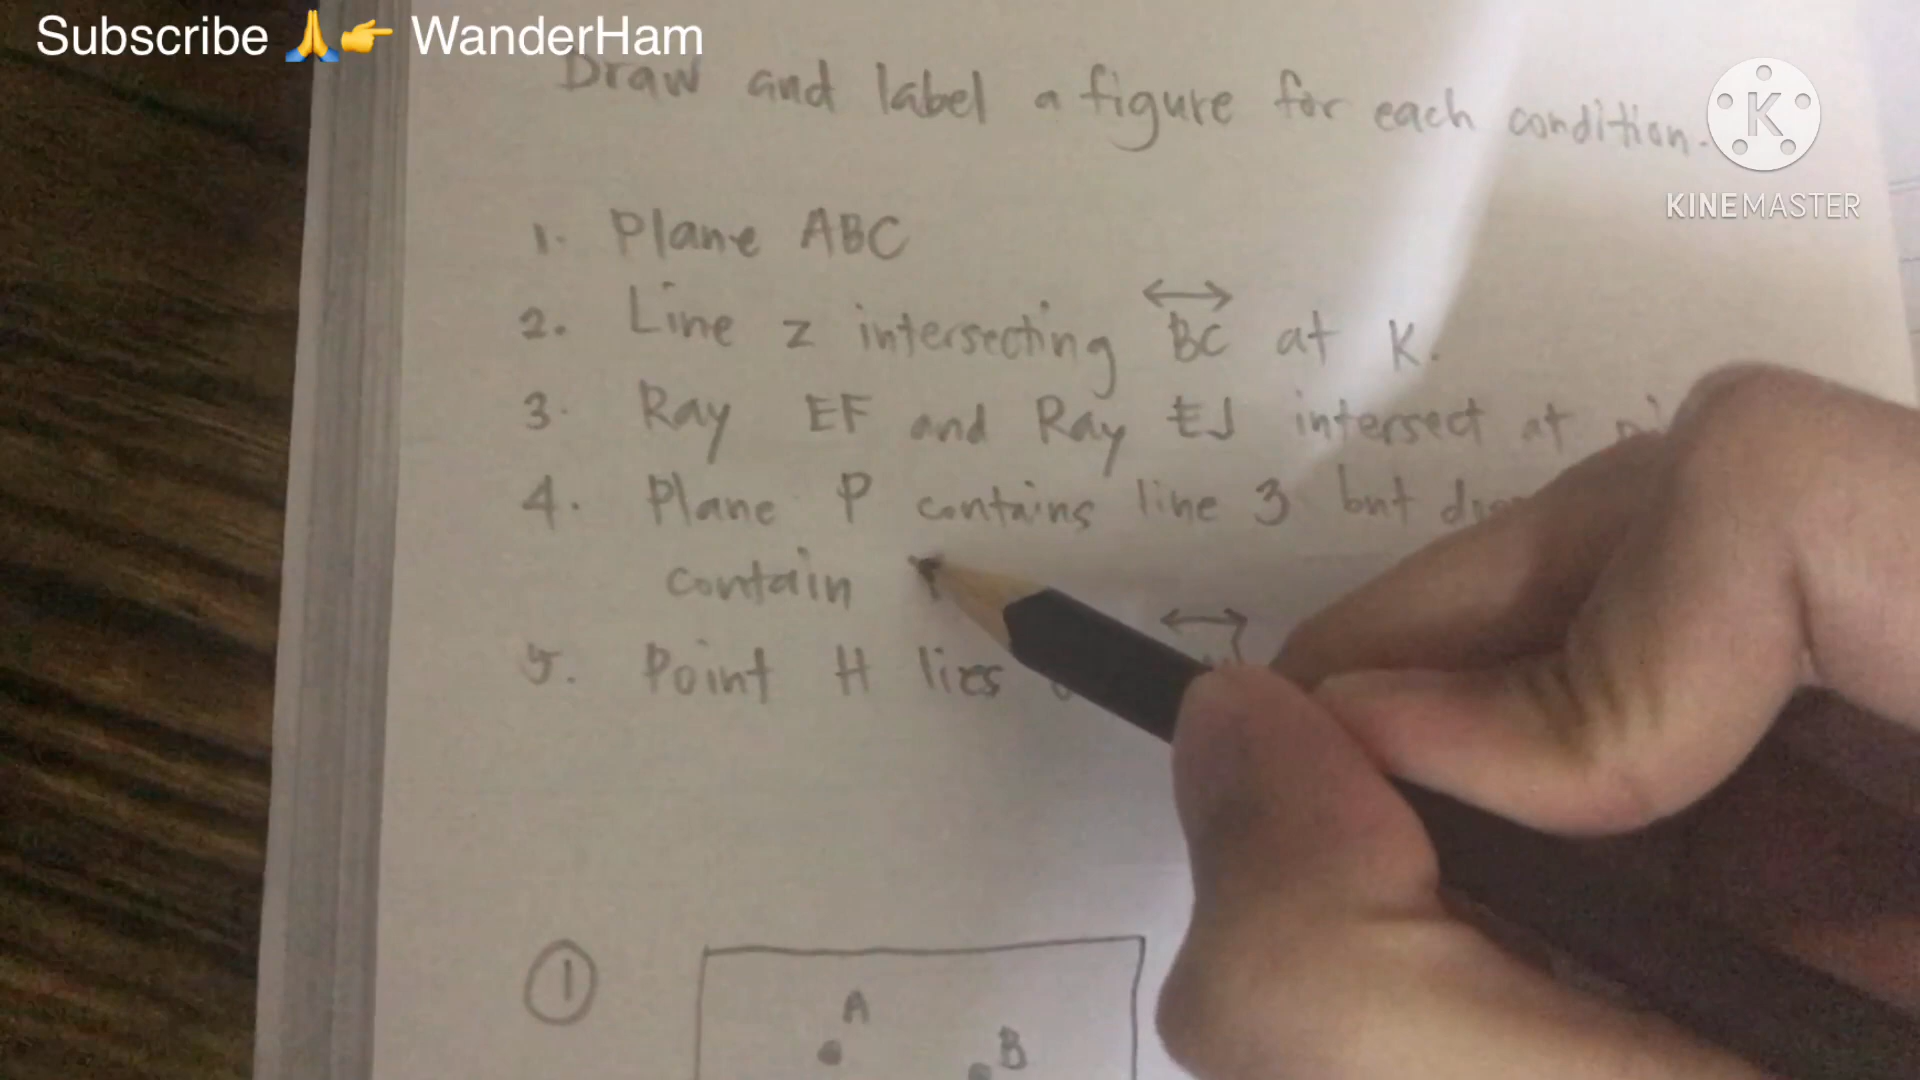 Subscribe 🙏👉 WanderHam
Draw and label a figure for each condition.
KINEMASTER
1. Plane ABC
2. Line z intersecting BC at K.
3. Ray EF and Ray EJ intersect at
4. Plane P contains line 3 but
contain
5. Point H lies
1
A
B